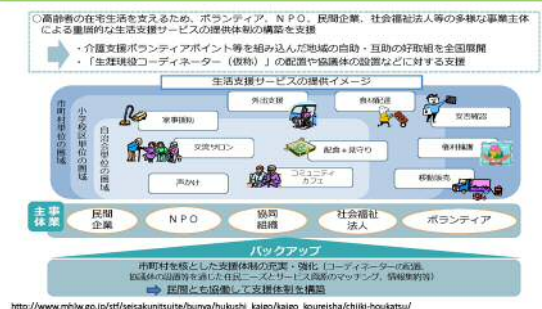 ○高齢者の在宅生活を支えるため、ボランティア、NPO、民間企業、社会福祉法人等の多様な事業主体
による重層的な生活支援サービスの提供体制の構築を支援
・介護支援ボランティアポイント等を組み込んだ地域の自助・互助の好取組を全国展開
・「生涯現役コーディネーター（仮称）」の配置や協議体の設置などに対する支援
生活支援サービスの提供イメージ
市町村単位の圏域
小学校区単位の圏域
自治会単位の圏域
外出支援
食材配達
安否確認
家事援助
交流サロン
配食+見守り
権利擁護
声かけ
コミュニティ
カフェ
移動販売
事業
主体
民間
企業
NPO
協同
組織
社会福祉
法人
ボランティア
バックアップ
市町村を核とした支援体制の充実・強化（コーディネーターの配置、
協議体の設置等を通じた住民ニーズとサービス資源のマッチング、情報集約等）
民間とも協働して支援体制を構築
http://www.mhlw.go.jp/stf/seisakunitsuite/bunya/hukushi_kaigo/kaigo_koureisha/chiiki-houkatsu/